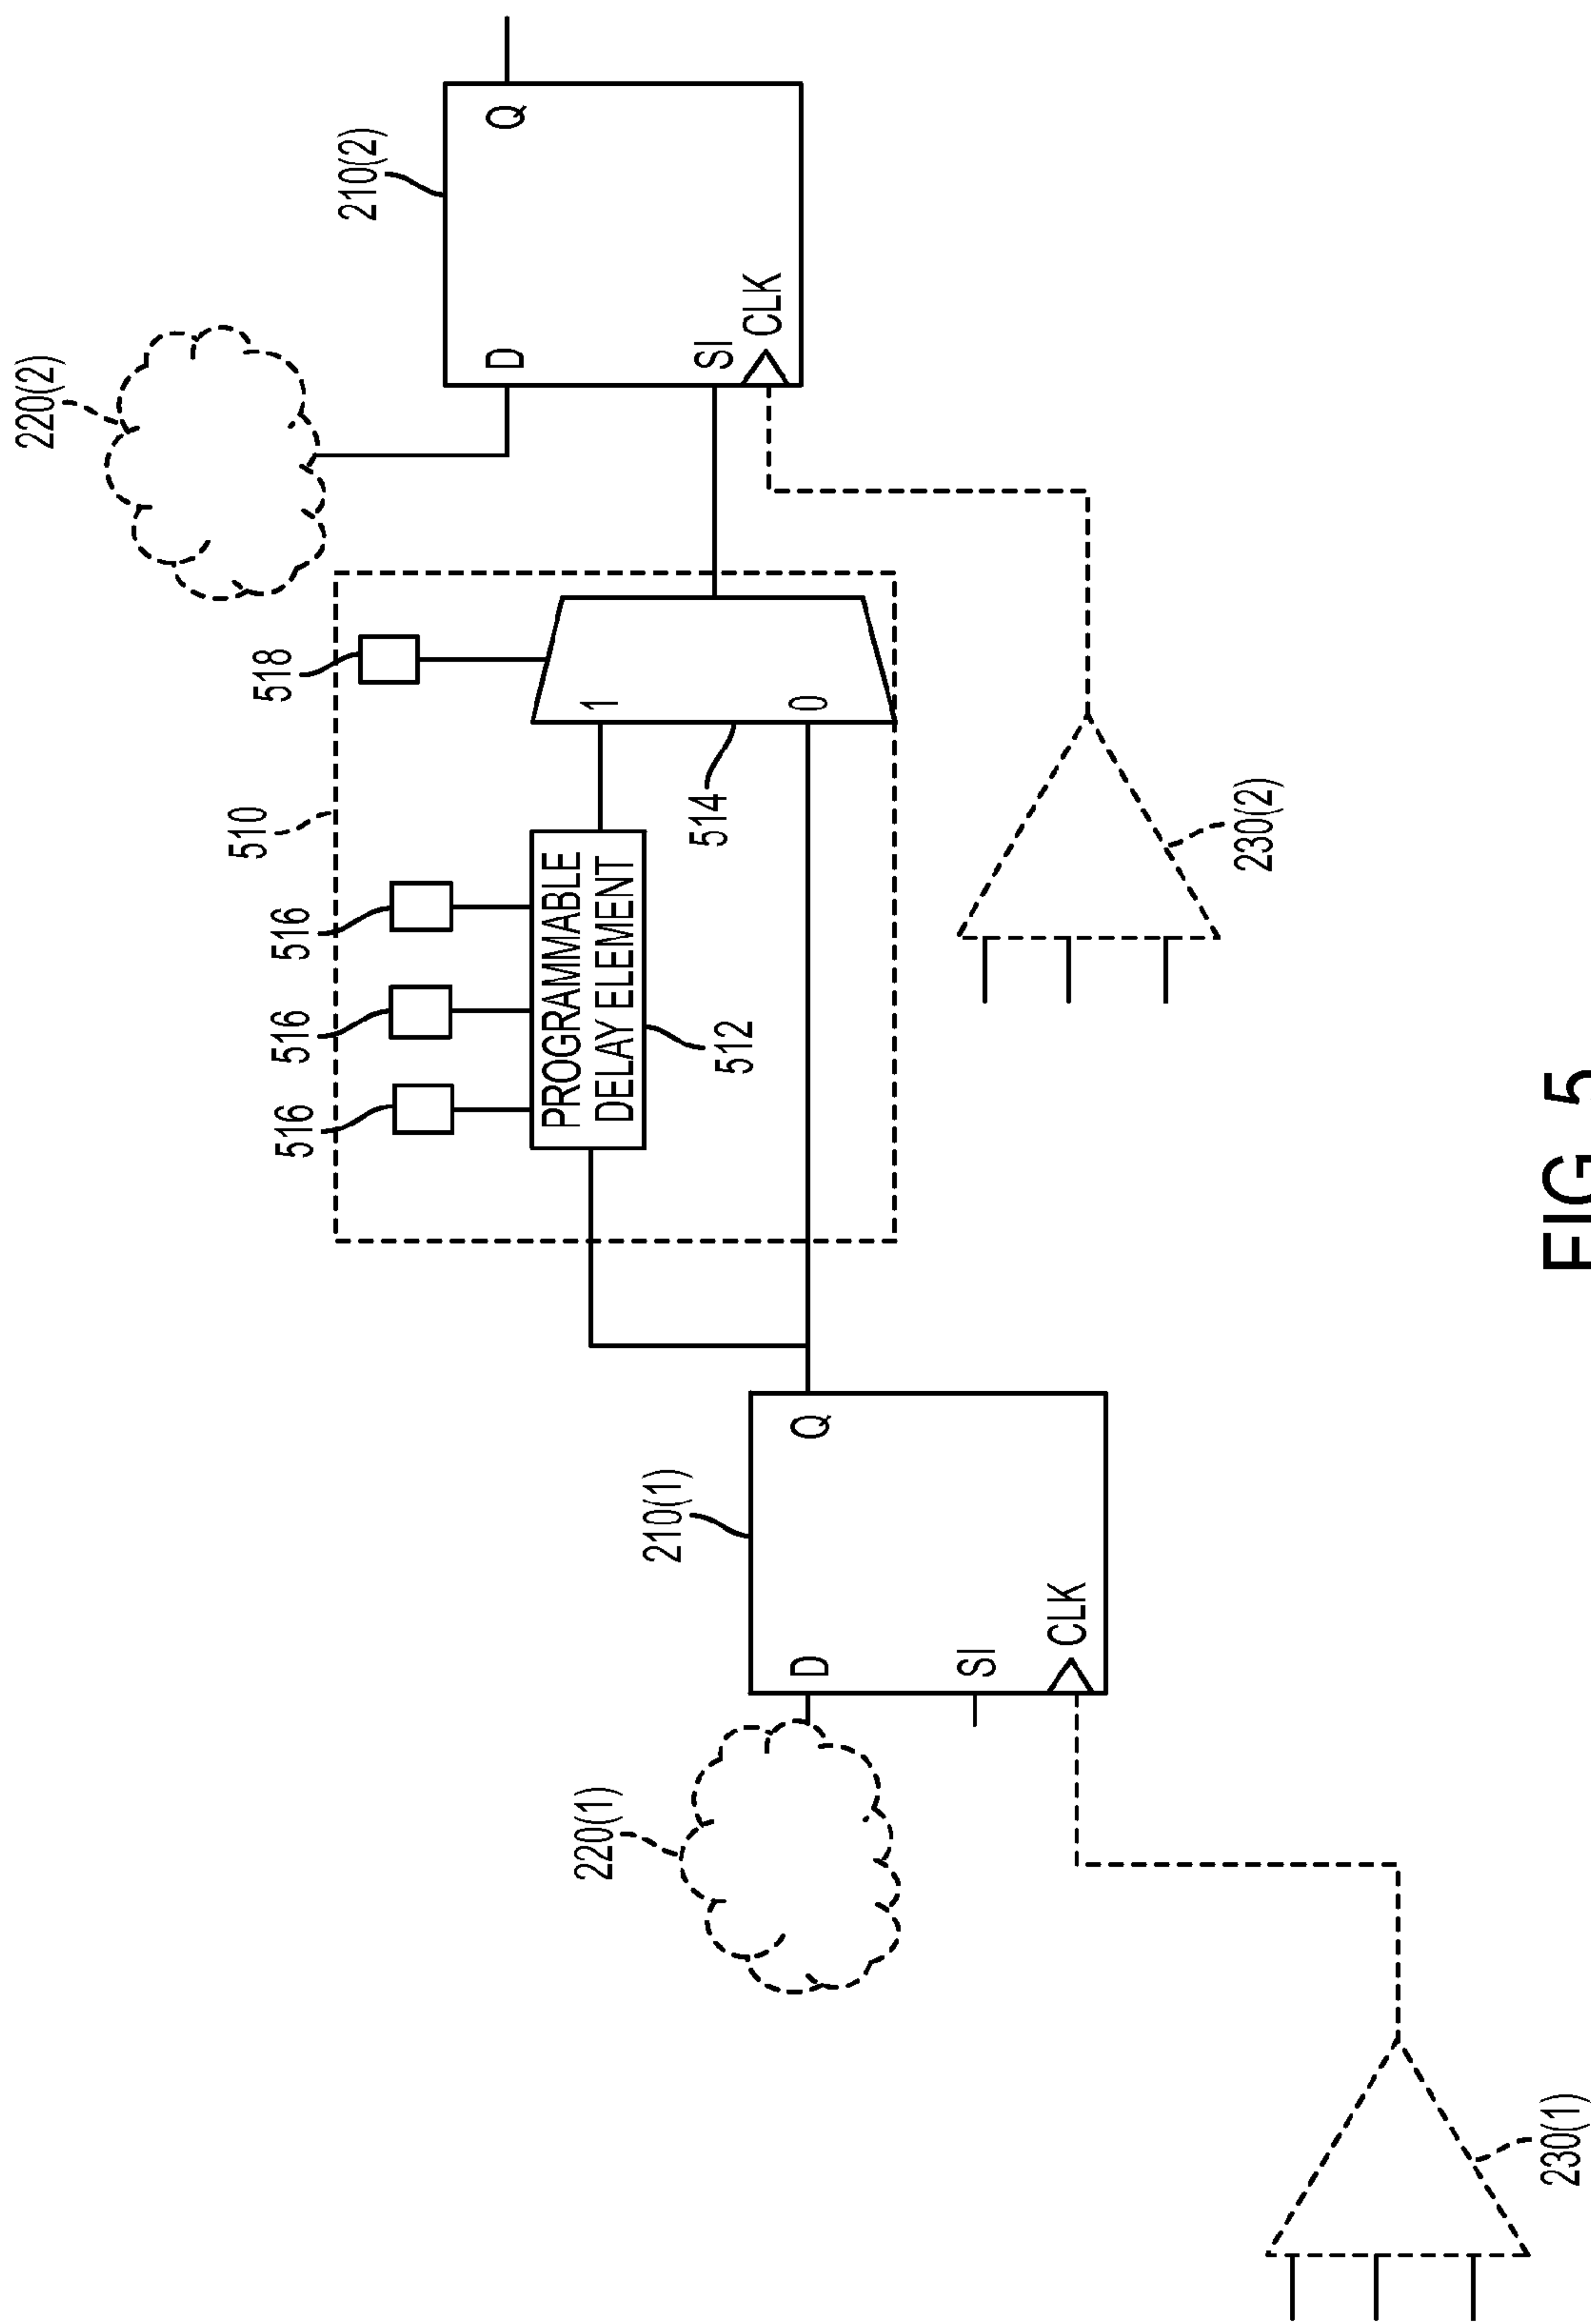 220(2)
210(2)
D
Q
SI
CLK
510
518
516
516
516
1
0
PROGRAMMABLE
DELAY ELEMENT
512
514
210(1)
D
Q
SI
CLK
220(1)
230(2)
230(1)
FIG. 5